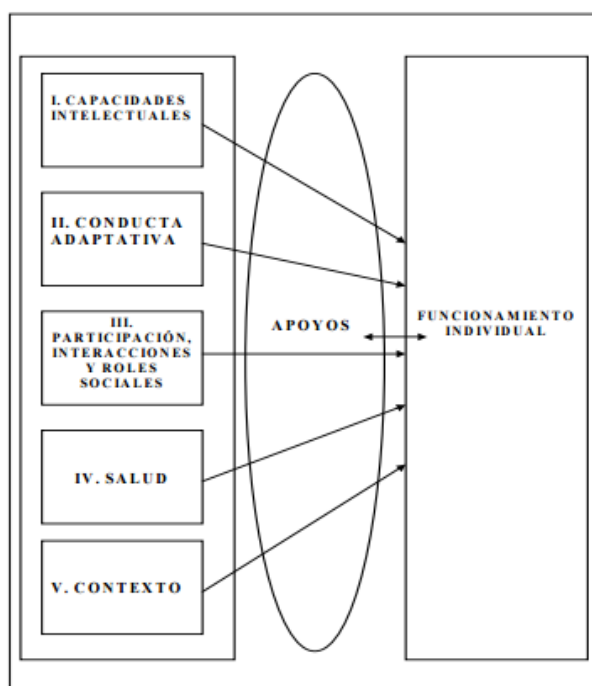 I. CAPACIDADES
INTELECTUALES
II. CONDUCTA
ADAPTATIVA
III.
PARTICIPACIÓN,
INTERACCIONES
Y ROLES
SOCIALES
IV. SALUD
V. CONTEXTO
APOYOS
FUNCIONAMIENTO
INDIVIDUAL